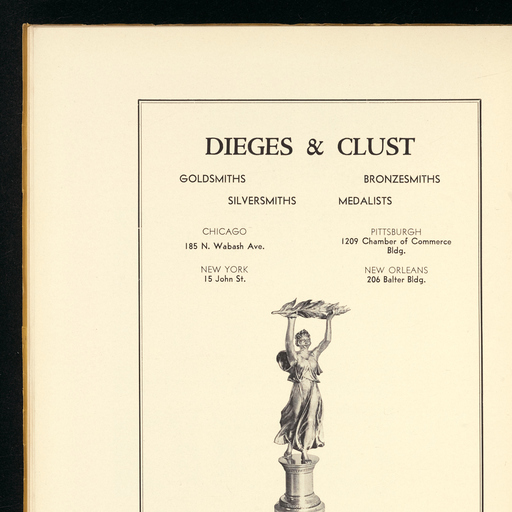 DIEGES & CLUST
GOLDSMITHS BRONZESMITHS
SILVERSMITHS MEDALISTS
CHICAGO
185 N. Wabash Ave.
PITTSBURGH
1209 Chamber of Commerce
Bldg.
NEW YORK
15 John St.
NEW ORLEANS
206 Balter Bldg.